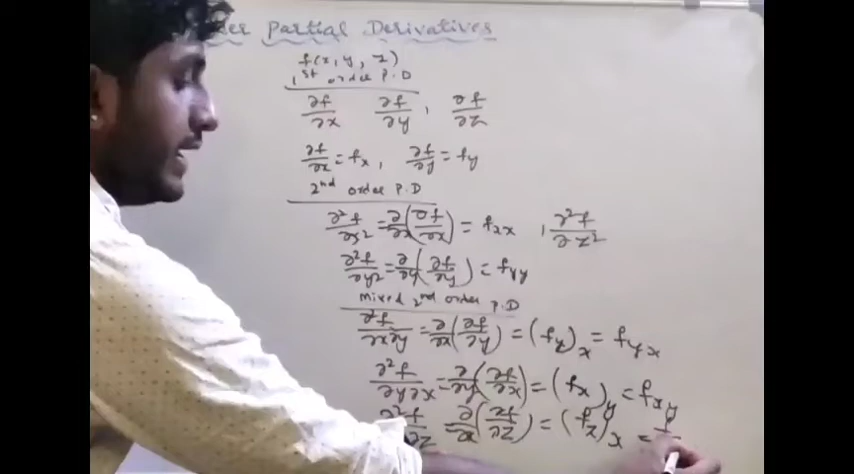 Partial Derivatives
f(x, y, z)
1st order P.D
∂f/∂x ∂f/∂y , ∂f/∂z
∂f/∂x = fx , ∂f/∂y = fy
2nd order P.D
∂²f/∂x² = ∂/∂x (∂f/∂x) = fxx , ∂²f/∂z²
∂²f/∂y² = ∂/∂y (∂f/∂y) = fyy
mixed 2nd order P.D
∂²f/∂x∂y = ∂/∂x (∂f/∂y) = (fy)x = fyx
∂²f/∂y∂x = ∂/∂y (∂f/∂x) = (fx)y = fxy
= ∂/∂x (∂f/∂z) = (fz)x =